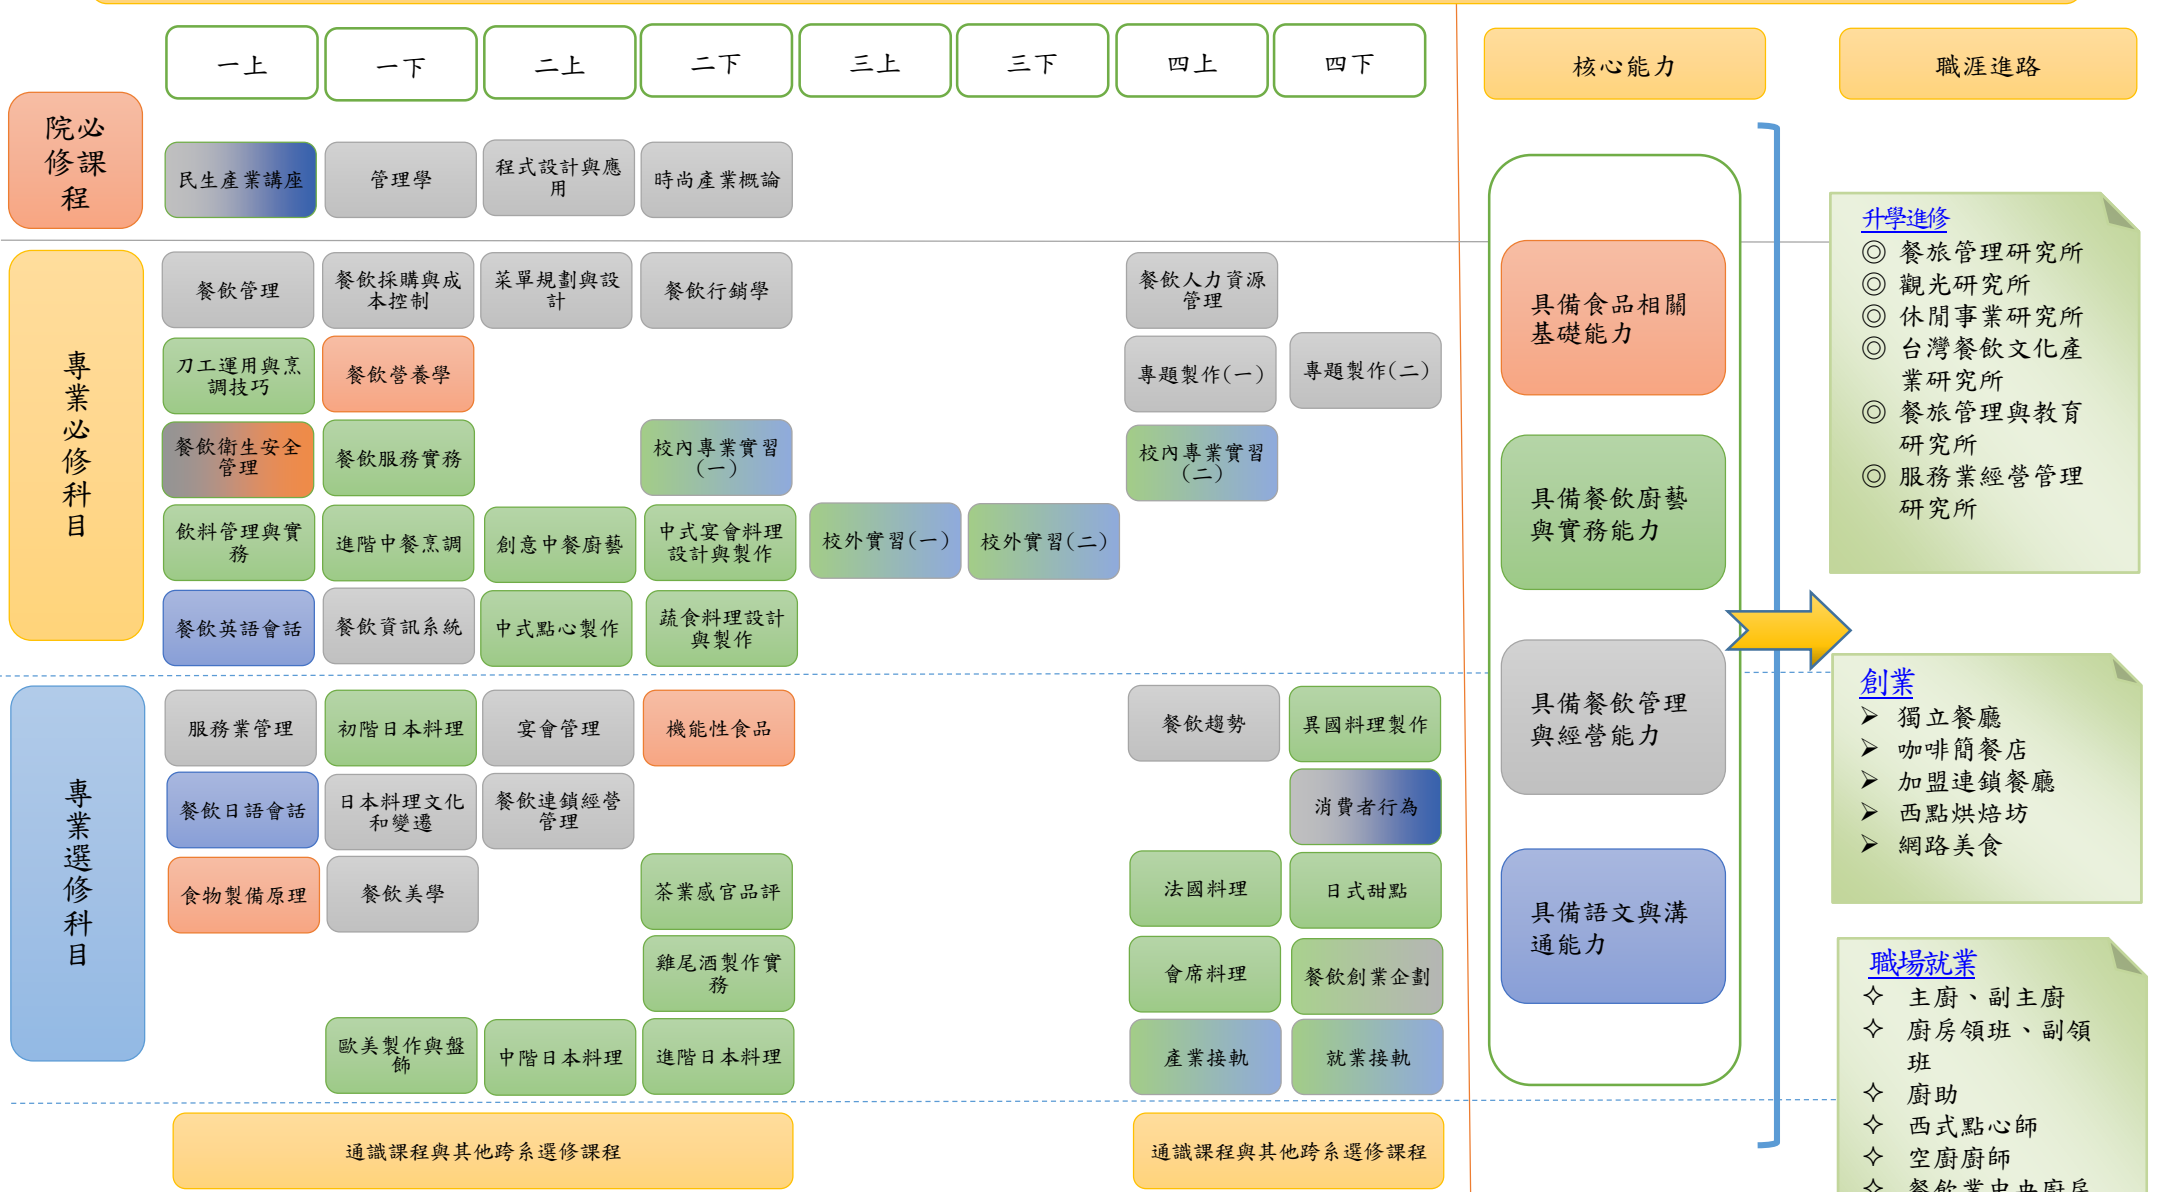 一上
一下
二上
二下
三上
三下
四上
四下
核心能力
職涯進路
院必
修課
程
民生產業講座
管理學
程式設計與應
用
時尚產業概論
專業必修科目
餐飲管理
餐飲採購與成
本控制
菜單規劃與設
計
餐飲行銷學
餐飲人力資源
管理
刀工運用與烹
調技巧
餐飲營養學
專題製作(一)
專題製作(二)
餐飲衛生安全
管理
餐飲服務實務
校內專業實習
(一)
校內專業實習
(二)
飲料管理與實
務
進階中餐烹調
創意中餐廚藝
中式宴會料理
設計與製作
校外實習(一)
校外實習(二)
餐飲英語會話
餐飲資訊系統
中式點心製作
蔬食料理設計
與製作
專業選修科目
服務業管理
初階日本料理
宴會管理
機能性食品
餐飲趨勢
異國料理製作
餐飲日語會話
日本料理文化
和變遷
餐飲連鎖經營
管理
消費者行為
食物製備原理
餐飲美學
茶業感官品評
法國料理
日式甜點
雞尾酒製作實
務
會席料理
餐飲創業企劃
歐美製作與盤
飾
中階日本料理
進階日本料理
產業接軌
就業接軌
通識課程與其他跨系選修課程
通識課程與其他跨系選修課程
具備食品相關
基礎能力
具備餐飲廚藝
與實務能力
具備餐飲管理
與經營能力
具備語文與溝
通能力
升學進修
◎ 餐旅管理研究所
◎ 觀光研究所
◎ 休閒事業研究所
◎ 台灣餐飲文化產
業研究所
◎ 餐旅管理與教育
研究所
◎ 服務業經營管理
研究所
創業
➢ 獨立餐廳
➢ 咖啡簡餐店
➢ 加盟連鎖餐廳
➢ 西點烘焙坊
➢ 網路美食
職場就業
✧ 主廚、副主廚
✧ 廚房領班、副領
班
✧ 廚助
✧ 西式點心師
✧ 空廚廚師
✧ 餐飲業中央廚房